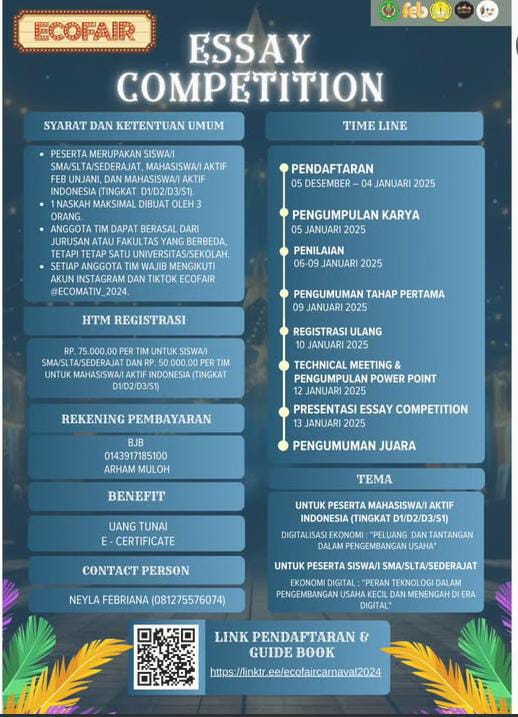 ECOFAIR
feb
ESSAY
COMPETITION
SYARAT DAN KETENTUAN UMUM
PESERTA MERUPAKAN SISWA/I
SMA/SLTA/SEDERAJAT, MAHASISWA/I AKTIF
FEB UNJANI, DAN MAHASISWA/I AKTIF
INDONESIA (TINGKAT D1/D2/D3/S1).
1 NASKAH MAKSIMAL DIBUAT OLEH 3
ORANG.
ANGGOTA TIM DAPAT BERASAL DARI
JURUSAN ATAU FAKULTAS YANG BERBEDA,
TETAPI TETAP SATU UNIVERSITAS/SEKOLAH.
SETIAP ANGGOTA TIM WAJIB MENGIKUTI
AKUN INSTAGRAM DAN TIKTOK ECOFAIR
@ECOMATIV_2024.
HTM REGISTRASI
RP. 75.000,00 PER TIM UNTUK SISWA/I
SMA/SLTA/SEDERAJAT DAN RP. 50.000,00 PER TIM
UNTUK MAHASISWA/I AKTIF INDONESIA (TINGKAT
D1/D2/D3/S1)
REKENING PEMBAYARAN
BJB
0143917185100
ARHAM MULOH
BENEFIT
UANG TUNAI
E - CERTIFICATE
CONTACT PERSON
NEYLA FEBRIANA (081275576074)
TIME LINE
PENDAFTARAN
05 DESEMBER – 04 JANUARI 2025
PENGUMPULAN KARYA
05 JANUARI 2025
PENILAIAN
06-09 JANUARI 2025
PENGUMUMAN TAHAP PERTAMA
09 JANUARI 2025
REGISTRASI ULANG
10 JANUARI 2025
TECHNICAL MEETING &
PENGUMPULAN POWER POINT
12 JANUARI 2025
PRESENTASI ESSAY COMPETITION
13 JANUARI 2025
PENGUMUMAN JUARA
TEMA
UNTUK PESERTA MAHASISWA/I AKTIF
INDONESIA (TINGKAT D1/D2/D3/S1)
DIGITALISASI EKONOMI : "PELUANG DAN TANTANGAN
DALAM PENGEMBANGAN USAHA"
UNTUK PESERTA SISWA/I SMA/SLTA/SEDERAJAT
EKONOMI DIGITAL : "PERAN TEKNOLOGI DALAM
PENGEMBANGAN USAHA KECIL DAN MENENGAH DI ERA
DIGITAL"
LINK PENDAFTARAN &
GUIDE BOOK
https://linktr.ee/ecofaircarnaval2024